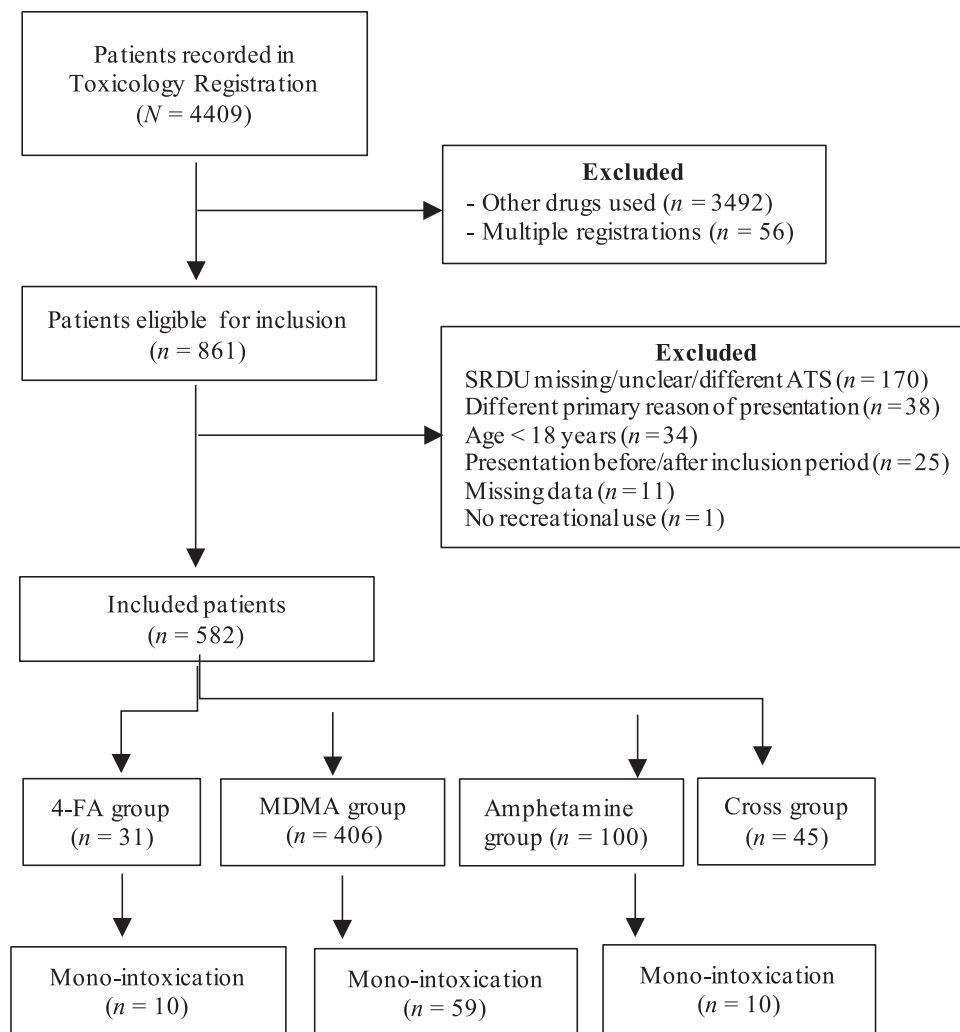 Patients recorded in
Toxicology Registration
(N = 4409)
Excluded
- Other drugs used (n = 3492)
- Multiple registrations (n = 56)
Patients eligible for inclusion
(n = 861)
Excluded
SRDU missing/unclear/different ATS (n = 170)
Different primary reason of presentation (n = 38)
Age < 18 years (n = 34)
Presentation before/after inclusion period (n = 25)
Missing data (n = 11)
No recreational use (n = 1)
Included patients
(n = 582)
4-FA group
(n = 31)
MDMA group
(n = 406)
Amphetamine
group (n = 100)
Cross group
(n = 45)
Mono-intoxication
(n = 10)
Mono-intoxication
(n = 59)
Mono-intoxication
(n = 10)